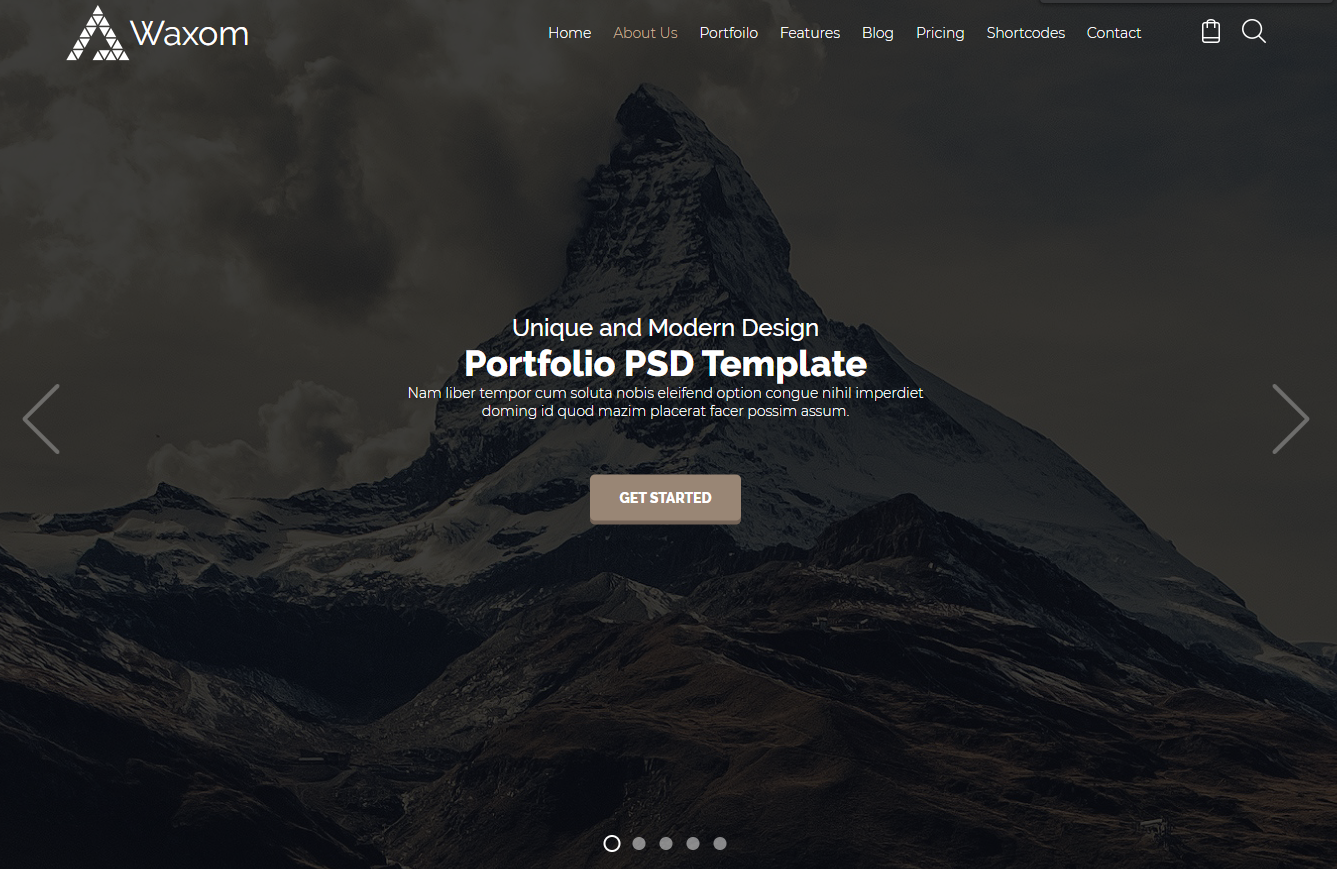 Waxom
Home About Us Portfoilo Features Blog Pricing Shortcodes Contact
Unique and Modern Design
Portfolio PSD Template
Nam liber tempor cum soluta nobis eleifend option congue nihil imperdiet
doming id quod mazim placerat facer possim assum.
GET STARTED